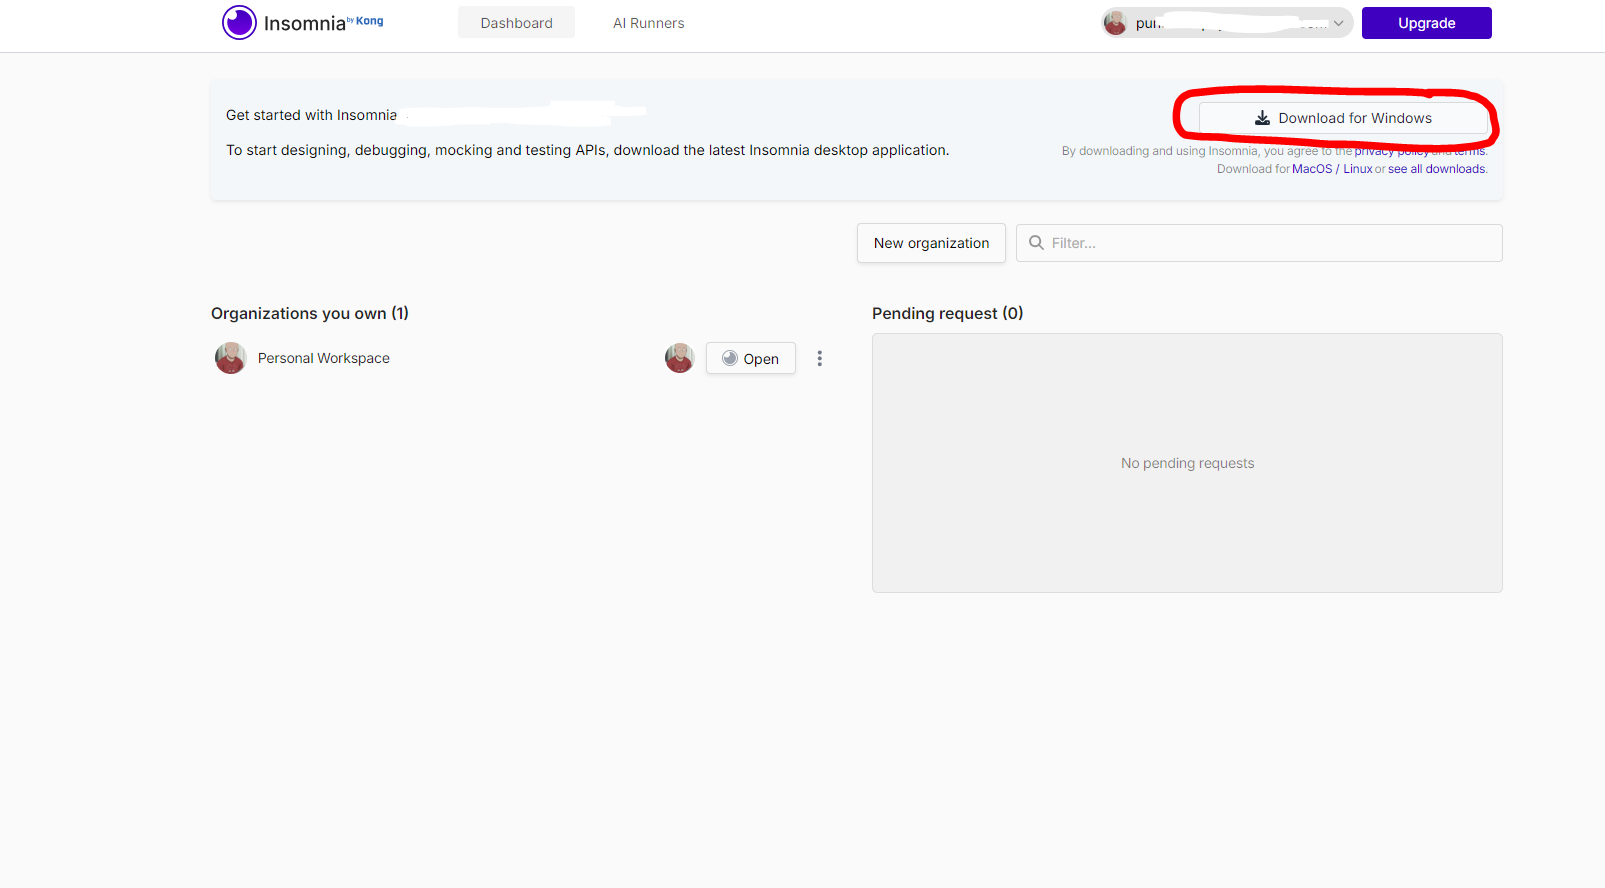 Insomnia by Kong
Dashboard
AI Runners
Upgrade
Get started with Insomnia
Download for Windows
To start designing, debugging, mocking and testing APIs, download the latest Insomnia desktop application.
By downloading and using Insomnia, you agree to the privacy policy and terms.
Download for MacOS / Linux or see all downloads.
New organization
Filter...
Organizations you own (1)
Pending request (0)
Personal Workspace
Open
No pending requests